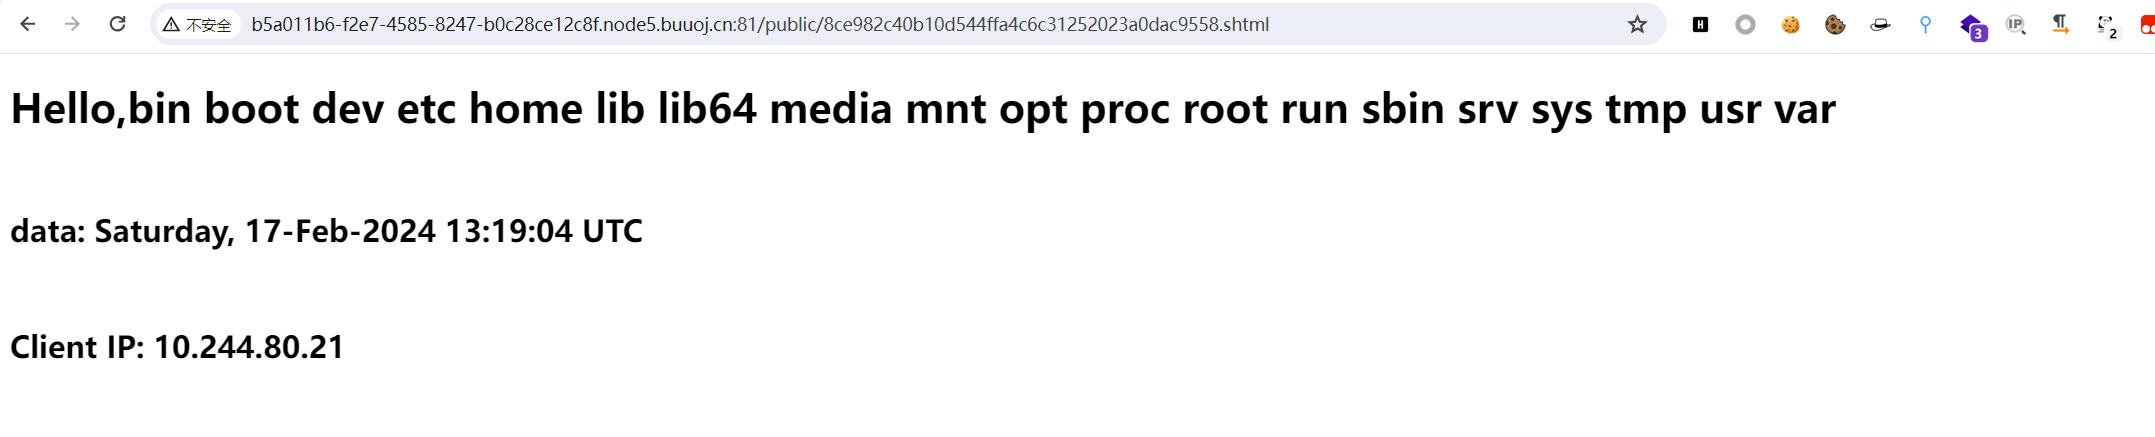 不安全 b5a011b6-f2e7-4585-8247-b0c28ce12c8f.node5.buuoj.cn:81/public/8ce982c40b10d544ffa4c6c31252023a0dac9558.shtml
H 3 IP 2
Hello,bin boot dev etc home lib lib64 media mnt opt proc root run sbin srv sys tmp usr var
data: Saturday, 17-Feb-2024 13:19:04 UTC
Client IP: 10.244.80.21